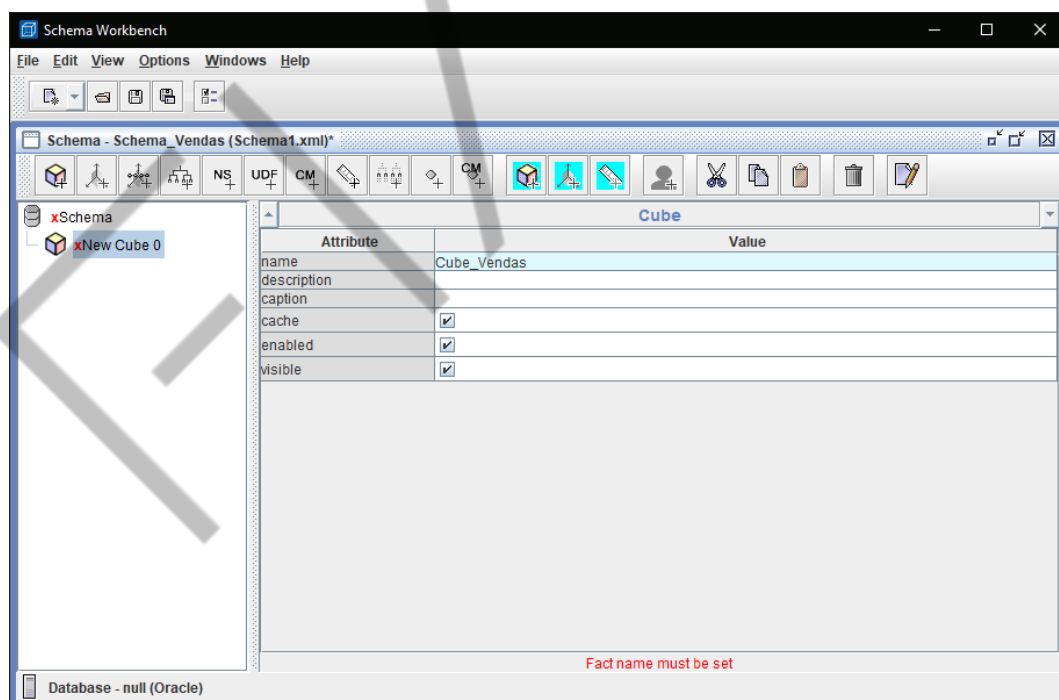 Schema Workbench
File Edit View Options Windows Help
Schema - Schema_Vendas (Schema1.xml)*
NS UDF CM CM
xSchema
xNew Cube 0
Cube
Attribute Value
name Cube_Vendas
description
caption
cache
enabled
visible
Fact name must be set
Database - null (Oracle)